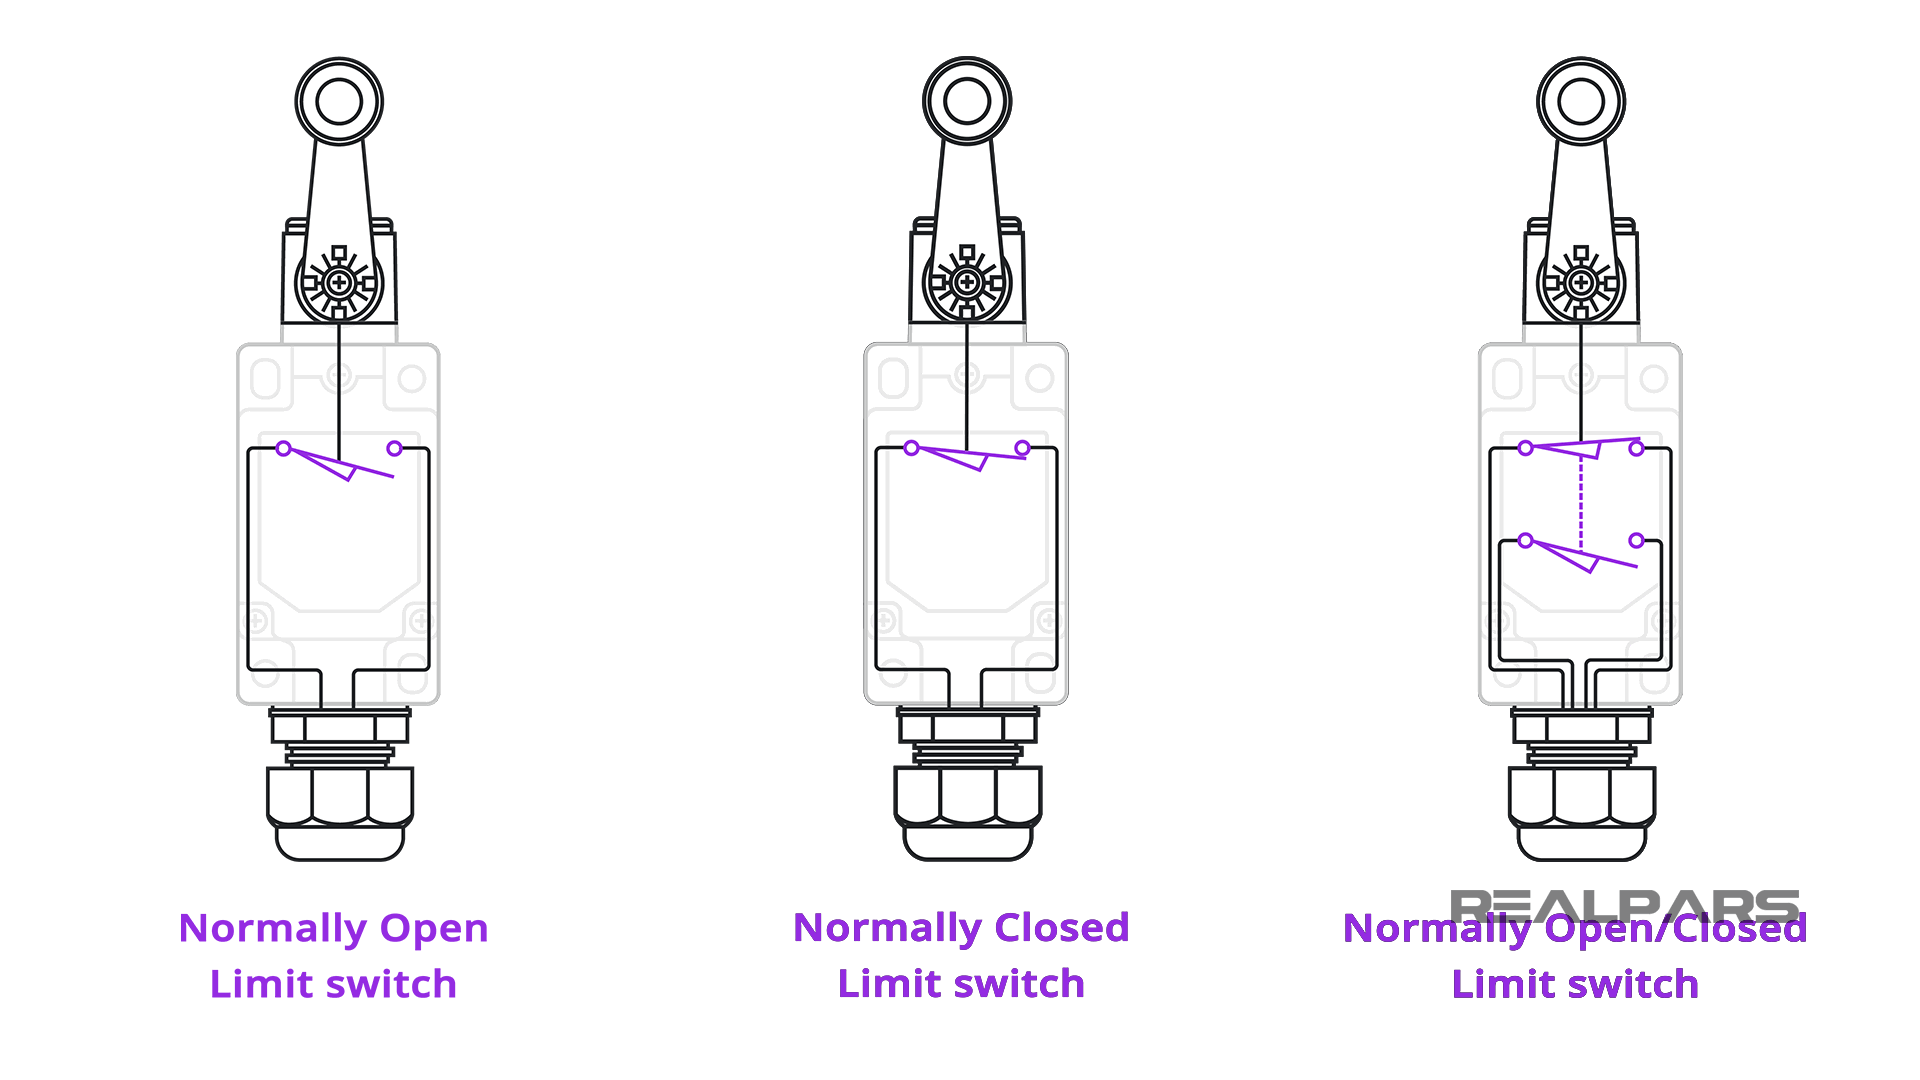 REALPARS
Normally Open
Limit switch
Normally Closed
Limit switch
Normally Open/Closed
Limit switch